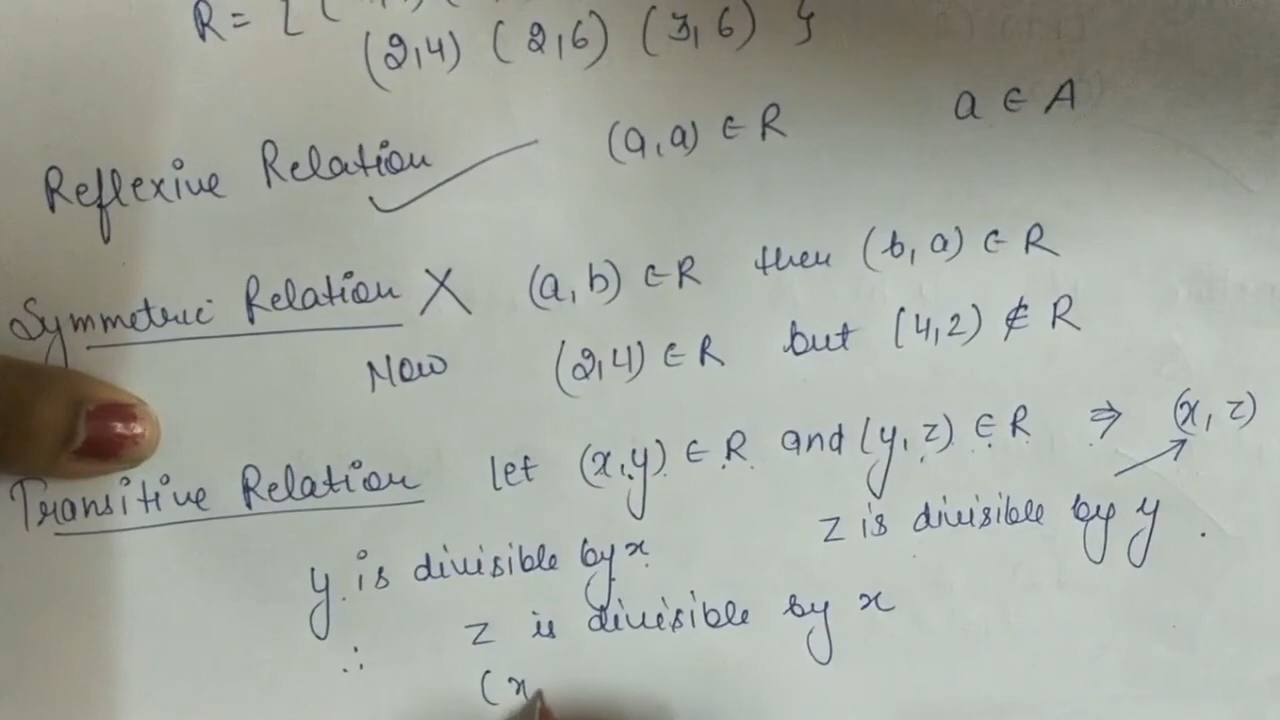 R = {
(2,4) (2,6) (3,6) }
Reflexive Relation ✓ (a,a) ∈ R a ∈ A
Symmetric Relation X (a,b) ∈ R then (b,a) ∈ R
Now (2,4) ∈ R but (4,2) ∉ R
Transitive Relation let (x,y) ∈ R and (y,z) ∈ R ⇒ (x,z)
y is divisible by x z is divisible by y .
∴ z is divisible by x
(x